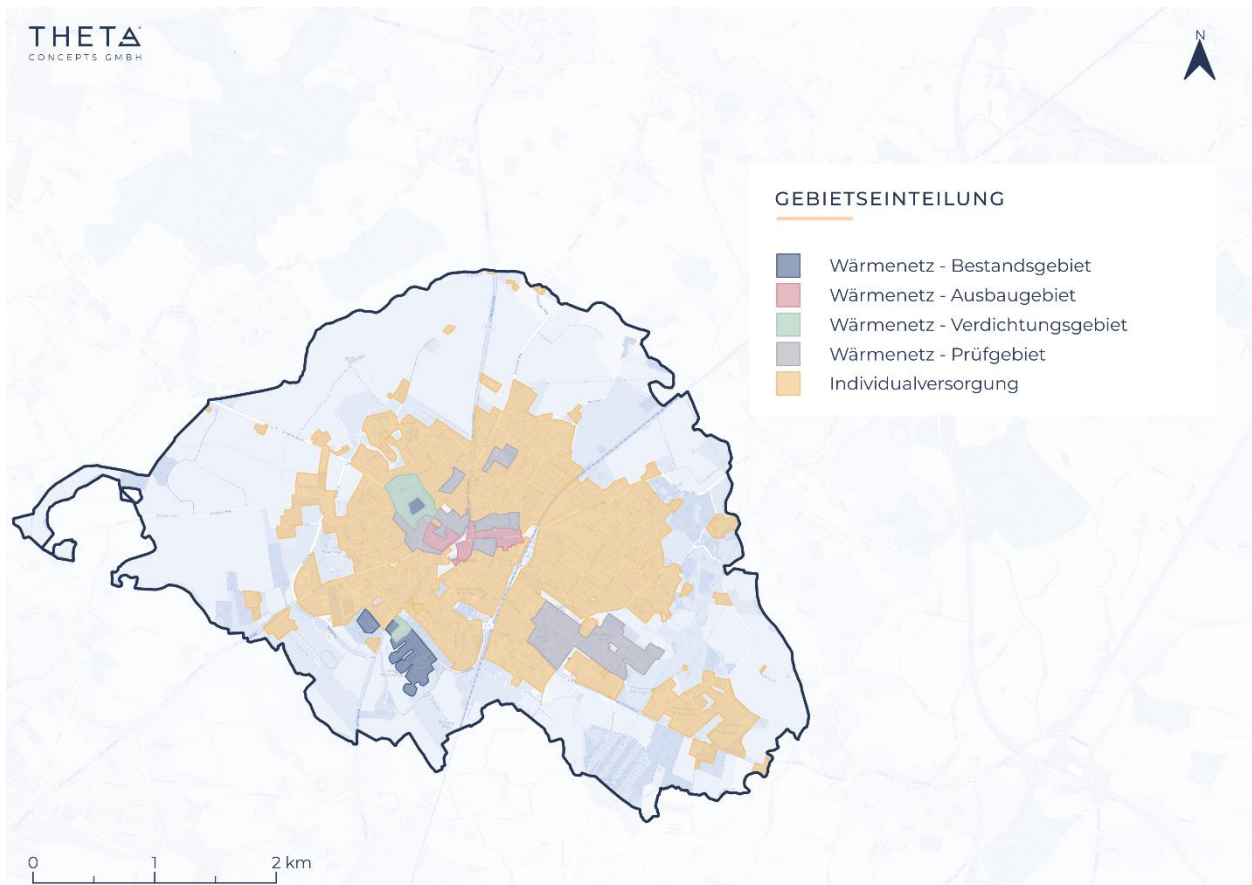 THETA
CONCEPTS GMBH
N
GEBIETSEINTEILUNG
Wärmenetz - Bestandsgebiet
Wärmenetz - Ausbaugebiet
Wärmenetz - Verdichtungsgebiet
Wärmenetz - Prüfgebiet
Individualversorgung
0 1 2 km